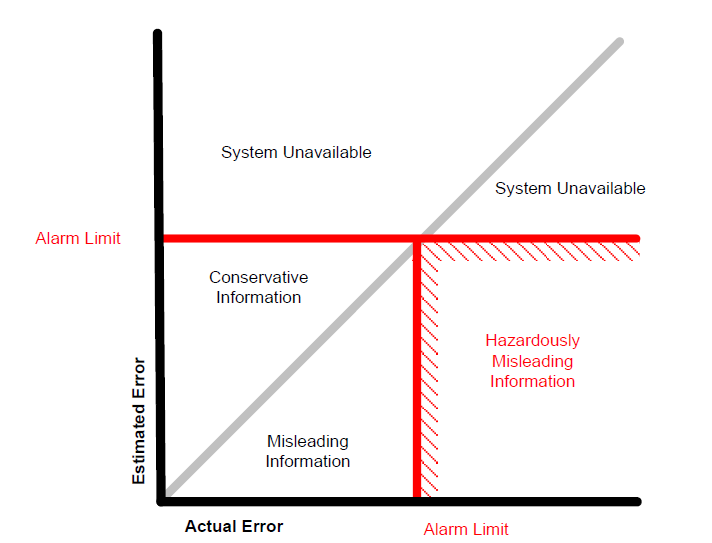 System Unavailable
System Unavailable
Alarm Limit
Conservative
Information
Hazardously
Misleading
Information
Estimated Error
Misleading
Information
Actual Error
Alarm Limit